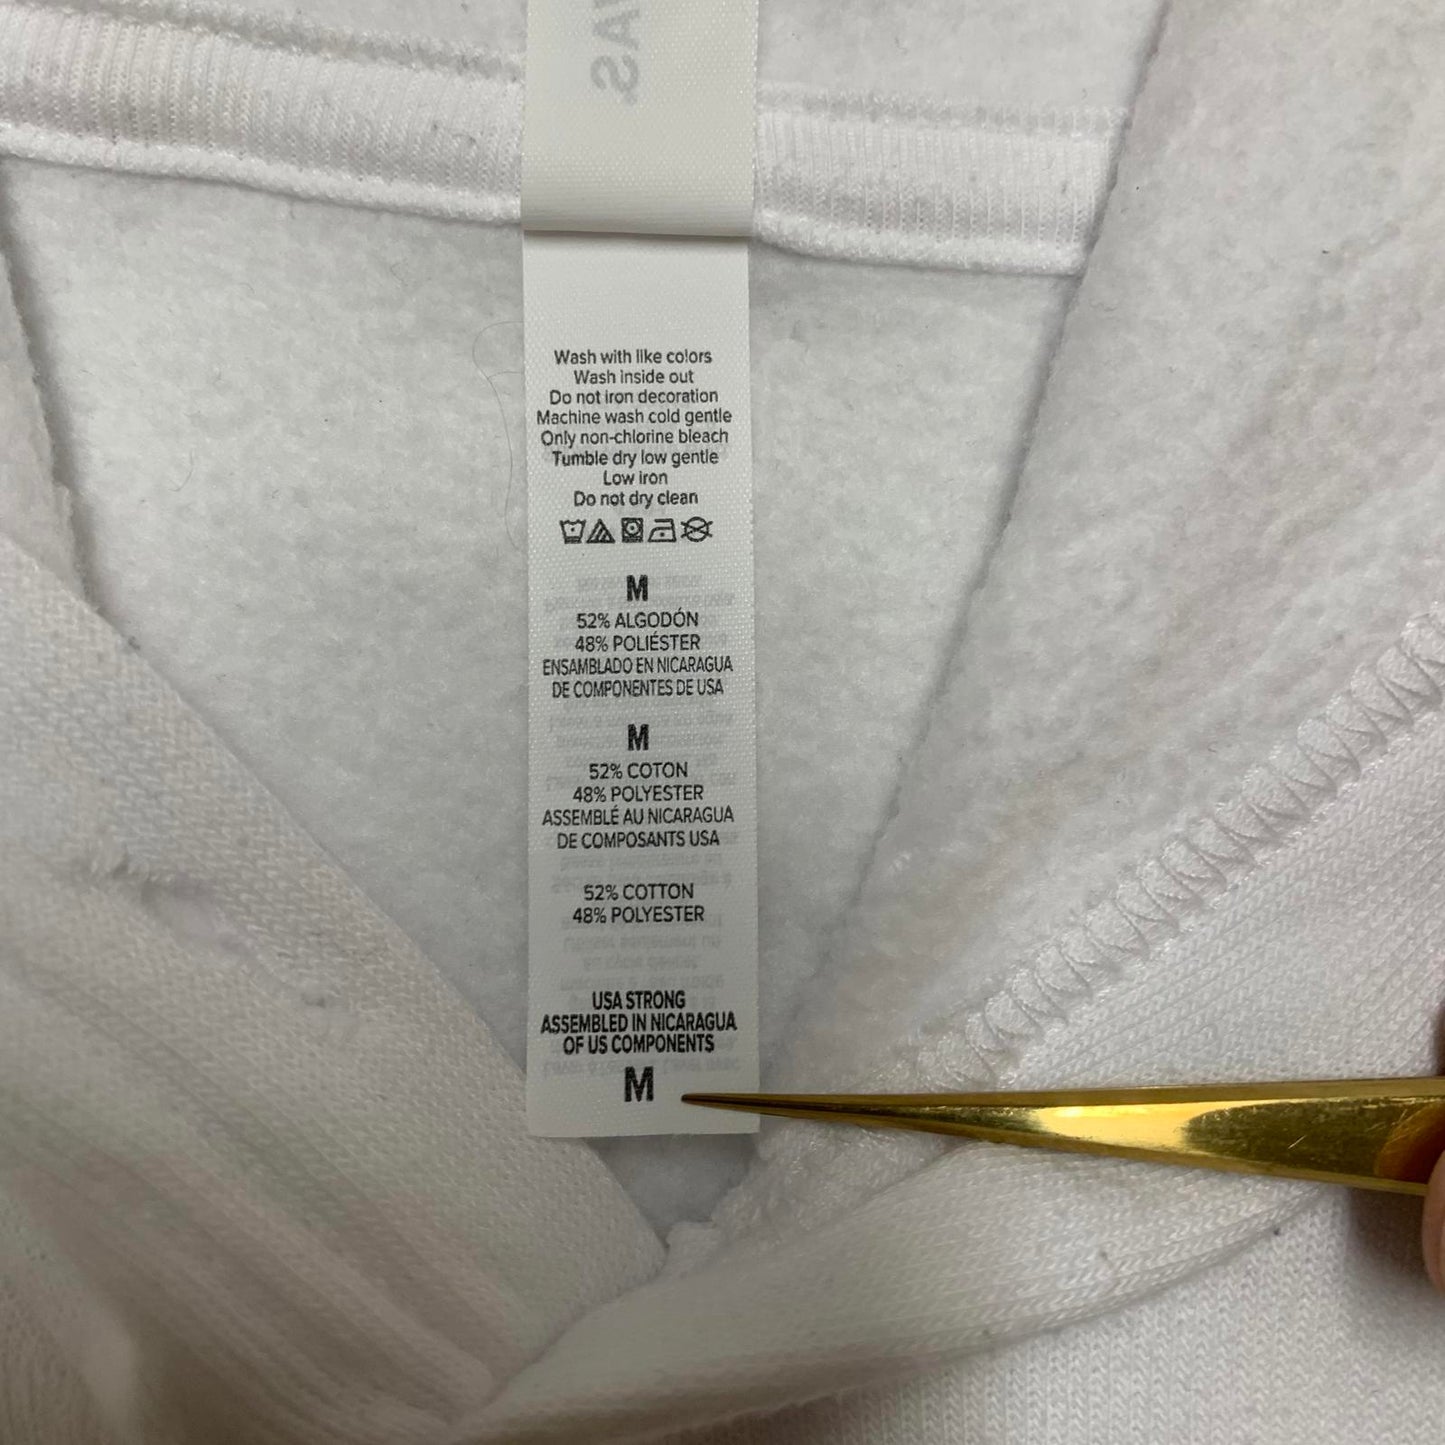 Wash with like colors
Wash inside out
Do not iron decoration
Machine wash cold gentle
Only non-chlorine bleach
Tumble dry low gentle
Low iron
Do not dry clean
M
52% ALGODÓN
48% POLIÉSTER
ENSAMBLADO EN NICARAGUA
DE COMPONENTES DE USA
M
52% COTON
48% POLYESTER
ASSEMBLÉ AU NICARAGUA
DE COMPOSANTS USA
52% COTTON
48% POLYESTER
USA STRONG
ASSEMBLED IN NICARAGUA
OF US COMPONENTS
M